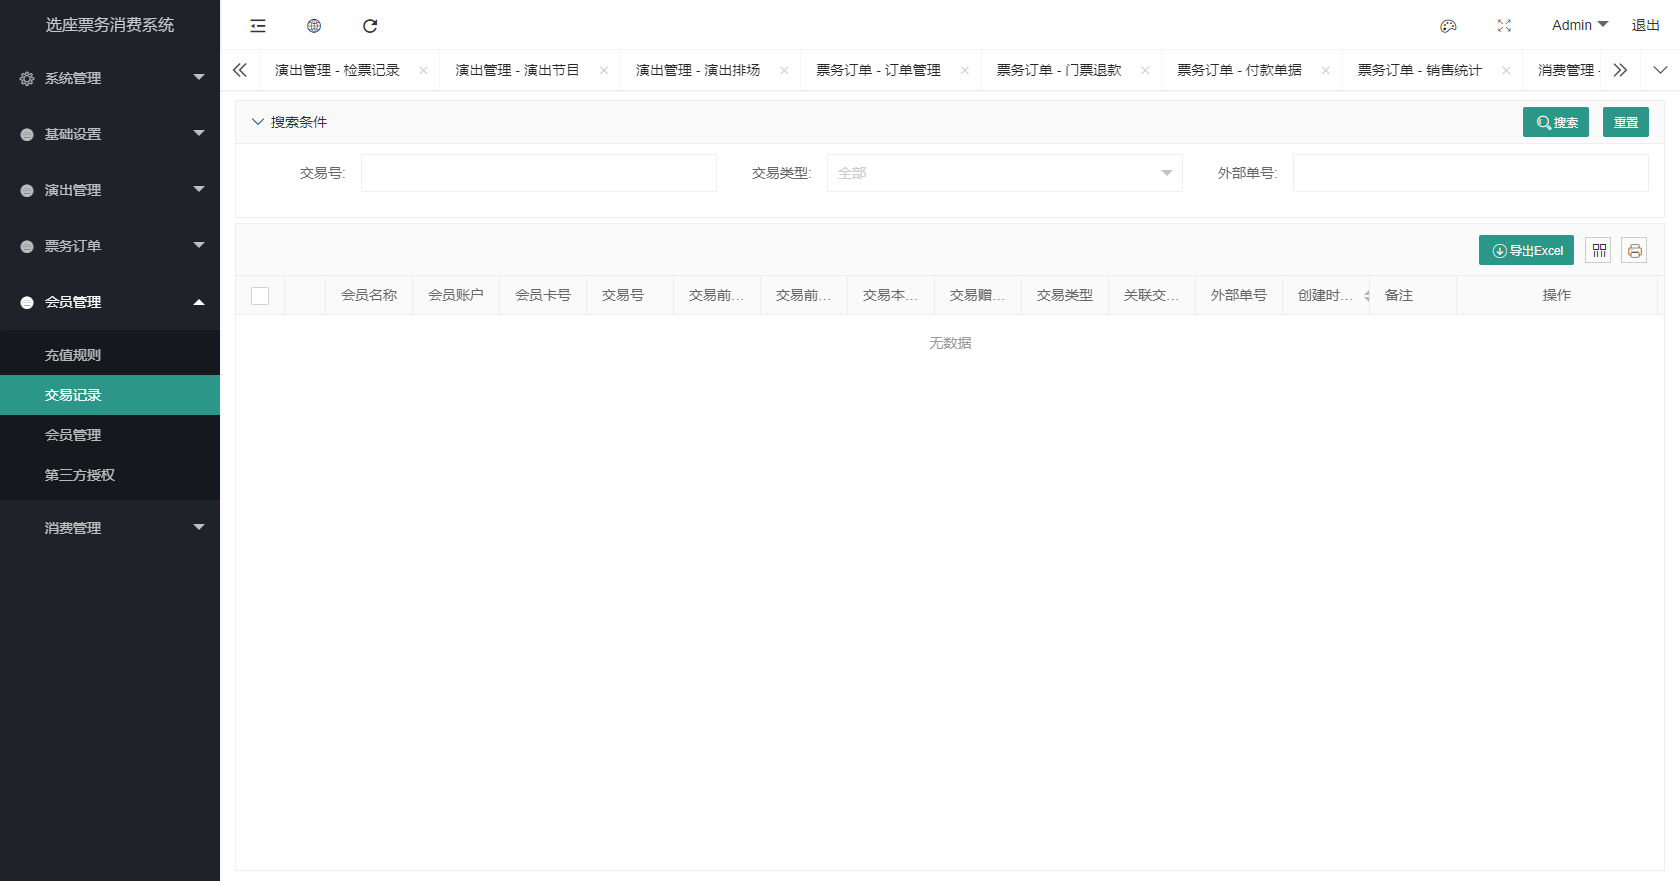 选座票务消费系统
系统管理
基础设置
演出管理
票务订单
会员管理
充值规则
交易记录
会员管理
第三方授权
消费管理
Admin 退出
演出管理 - 检票记录 演出管理 - 演出节目 演出管理 - 演出排场 票务订单 - 订单管理 票务订单 - 门票退款 票务订单 - 付款单据 票务订单 - 销售统计 消费管理 -
搜索条件 搜索 重置
交易号: 交易类型: 全部 外部单号:
导出Excel
会员名称 会员账户 会员卡号 交易号 交易前... 交易前... 交易本... 交易赠... 交易类型 关联交... 外部单号 创建时... 备注 操作
无数据